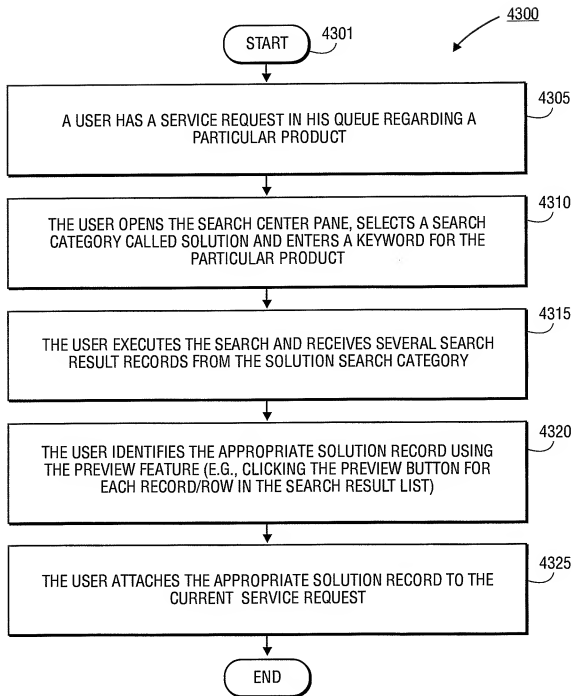 4300
START
4301
4305
A USER HAS A SERVICE REQUEST IN HIS QUEUE REGARDING A
PARTICULAR PRODUCT
4310
THE USER OPENS THE SEARCH CENTER PANE, SELECTS A SEARCH
CATEGORY CALLED SOLUTION AND ENTERS A KEYWORD FOR THE
PARTICULAR PRODUCT
4315
THE USER EXECUTES THE SEARCH AND RECEIVES SEVERAL SEARCH
RESULT RECORDS FROM THE SOLUTION SEARCH CATEGORY
4320
THE USER IDENTIFIES THE APPROPRIATE SOLUTION RECORD USING
THE PREVIEW FEATURE (E.G., CLICKING THE PREVIEW BUTTON FOR
EACH RECORD/ROW IN THE SEARCH RESULT LIST)
4325
THE USER ATTACHES THE APPROPRIATE SOLUTION RECORD TO THE
CURRENT SERVICE REQUEST
END